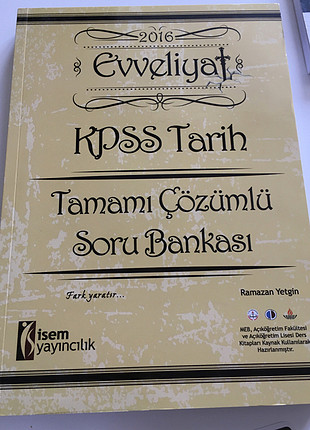 2016
Evveliyat
KPSS Tarih
Tamamı Çözümlü
Soru Bankası
Fark yaratır...
Ramazan Yetgin
isem
yayıncılık
MEB, Açıköğretim Fakültesi
ve Açıköğretim Lisesi Ders
Kitapları Kaynak Kullanılarak
Hazırlanmıştır.